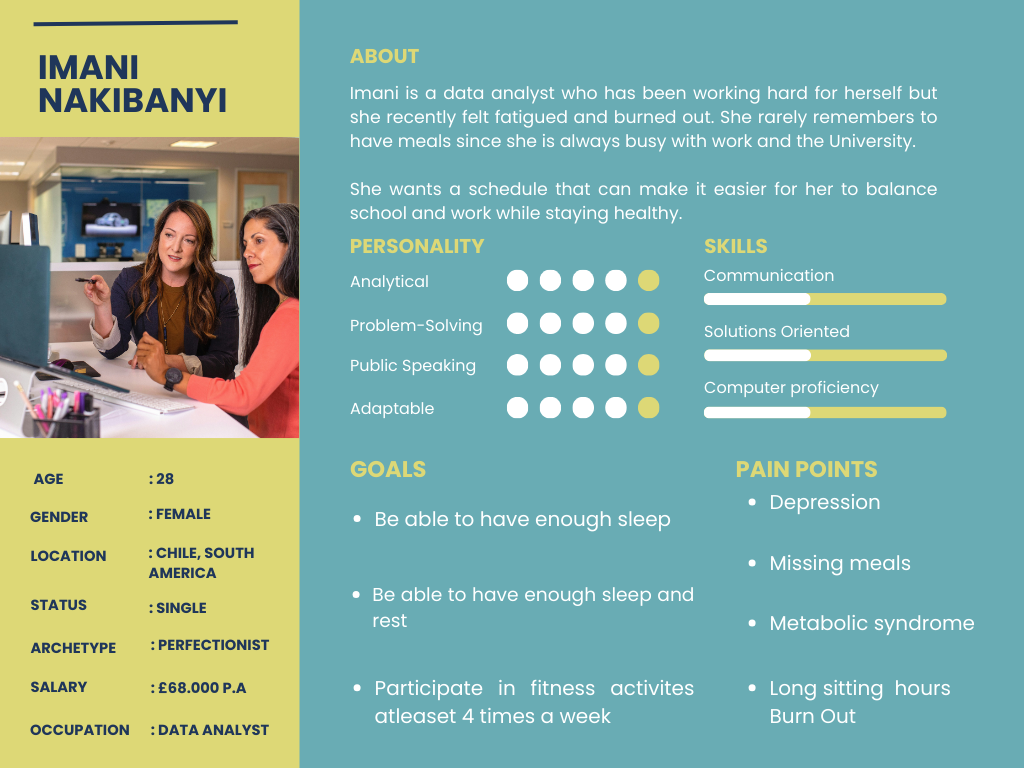 IMANI
NAKIBANYI
AGE : 28
GENDER : FEMALE
LOCATION : CHILE, SOUTH
AMERICA
STATUS : SINGLE
ARCHETYPE : PERFECTIONIST
SALARY : £68.000 P.A
OCCUPATION : DATA ANALYST
ABOUT
Imani is a data analyst who has been working hard for herself but
she recently felt fatigued and burned out. She rarely remembers to
have meals since she is always busy with work and the University.
She wants a schedule that can make it easier for her to balance
school and work while staying healthy.
PERSONALITY
Analytical
Problem-Solving
Public Speaking
Adaptable
SKILLS
Communication
Solutions Oriented
Computer proficiency
GOALS
• Be able to have enough sleep
• Be able to have enough sleep and
rest
• Participate in fitness activites
atleaset 4 times a week
PAIN POINTS
• Depression
• Missing meals
• Metabolic syndrome
• Long sitting hours
Burn Out